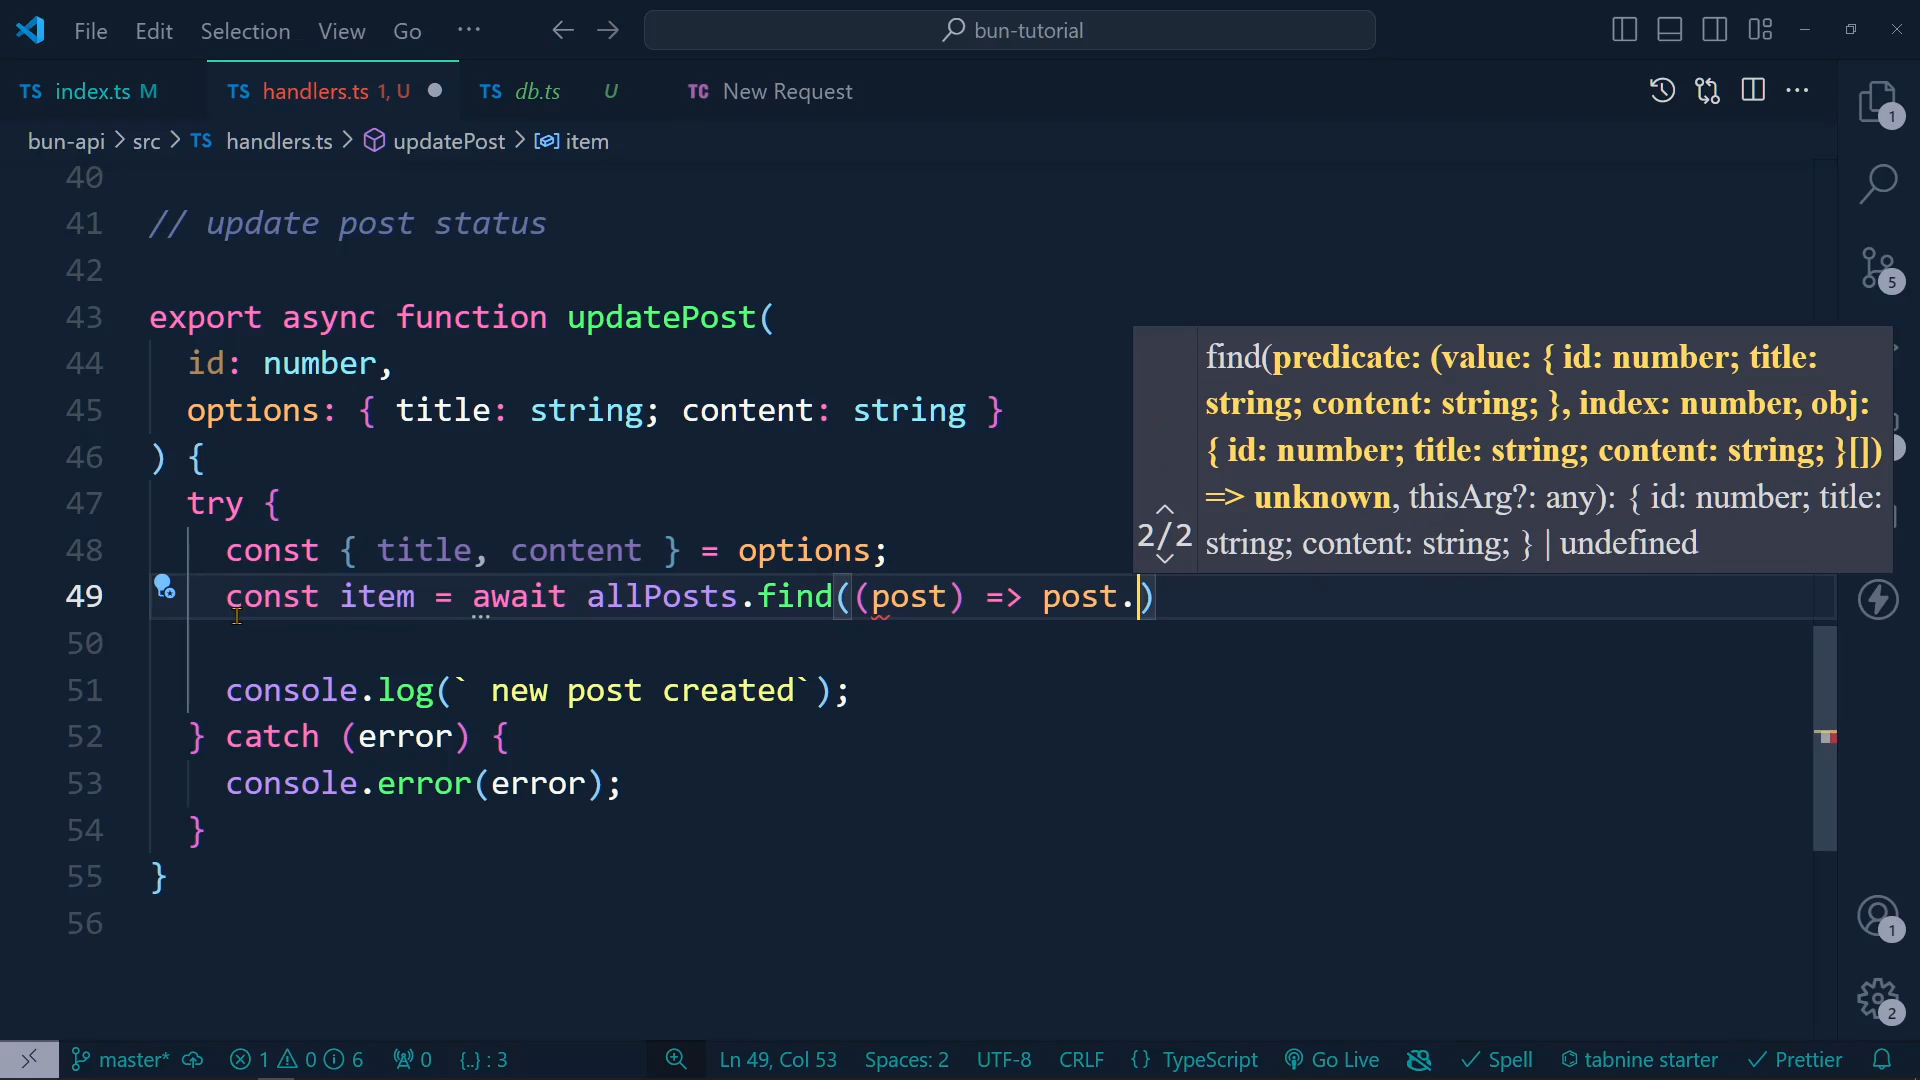 File Edit Selection View Go ··· bun-tutorial
TS index.ts M TS handlers.ts 1, U TS db.ts U TC New Request
bun-api > src > TS handlers.ts > updatePost > item
40
41 // update post status
42
43 export async function updatePost(
44 id: number,
45 options: { title: string; content: string }
46 ) {
47 try {
48 const { title, content } = options;
49 const item = await allPosts.find((post) => post.)
50
51 console.log(` new post created`);
52 } catch (error) {
53 console.error(error);
54 }
55 }
56
find(predicate: (value: { id: number; title:
string; content: string; }, index: number, obj:
{ id: number; title: string; content: string; }[])
=> unknown, thisArg?: any): { id: number; title:
2/2 string; content: string; } | undefined
1
5
1
2
master* 1 0 6 0 {..} : 3 Ln 49, Col 53 Spaces: 2 UTF-8 CRLF {} TypeScript Go Live Spell tabnine starter Prettier